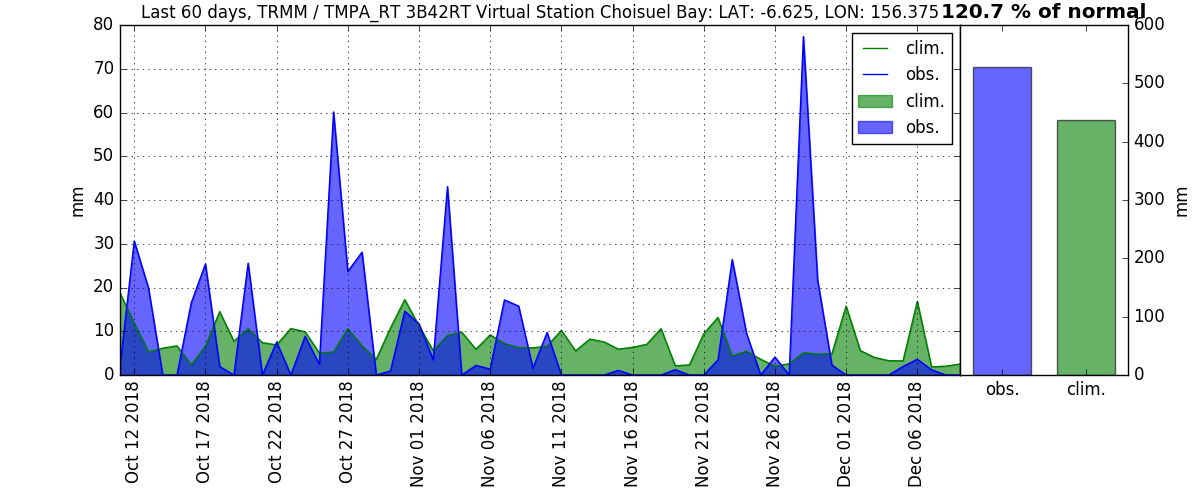 Last 60 days, TRMM / TMPA_RT 3B42RT Virtual Station Choisuel Bay: LAT: -6.625, LON: 156.375
120.7 % of normal
80
70
60
50
40
30
20
10
0
mm
clim.
obs.
clim.
obs.
Oct 12 2018
Oct 17 2018
Oct 22 2018
Oct 27 2018
Nov 01 2018
Nov 06 2018
Nov 11 2018
Nov 16 2018
Nov 21 2018
Nov 26 2018
Dec 01 2018
Dec 06 2018
600
500
400
300
200
100
0
mm
obs.
clim.